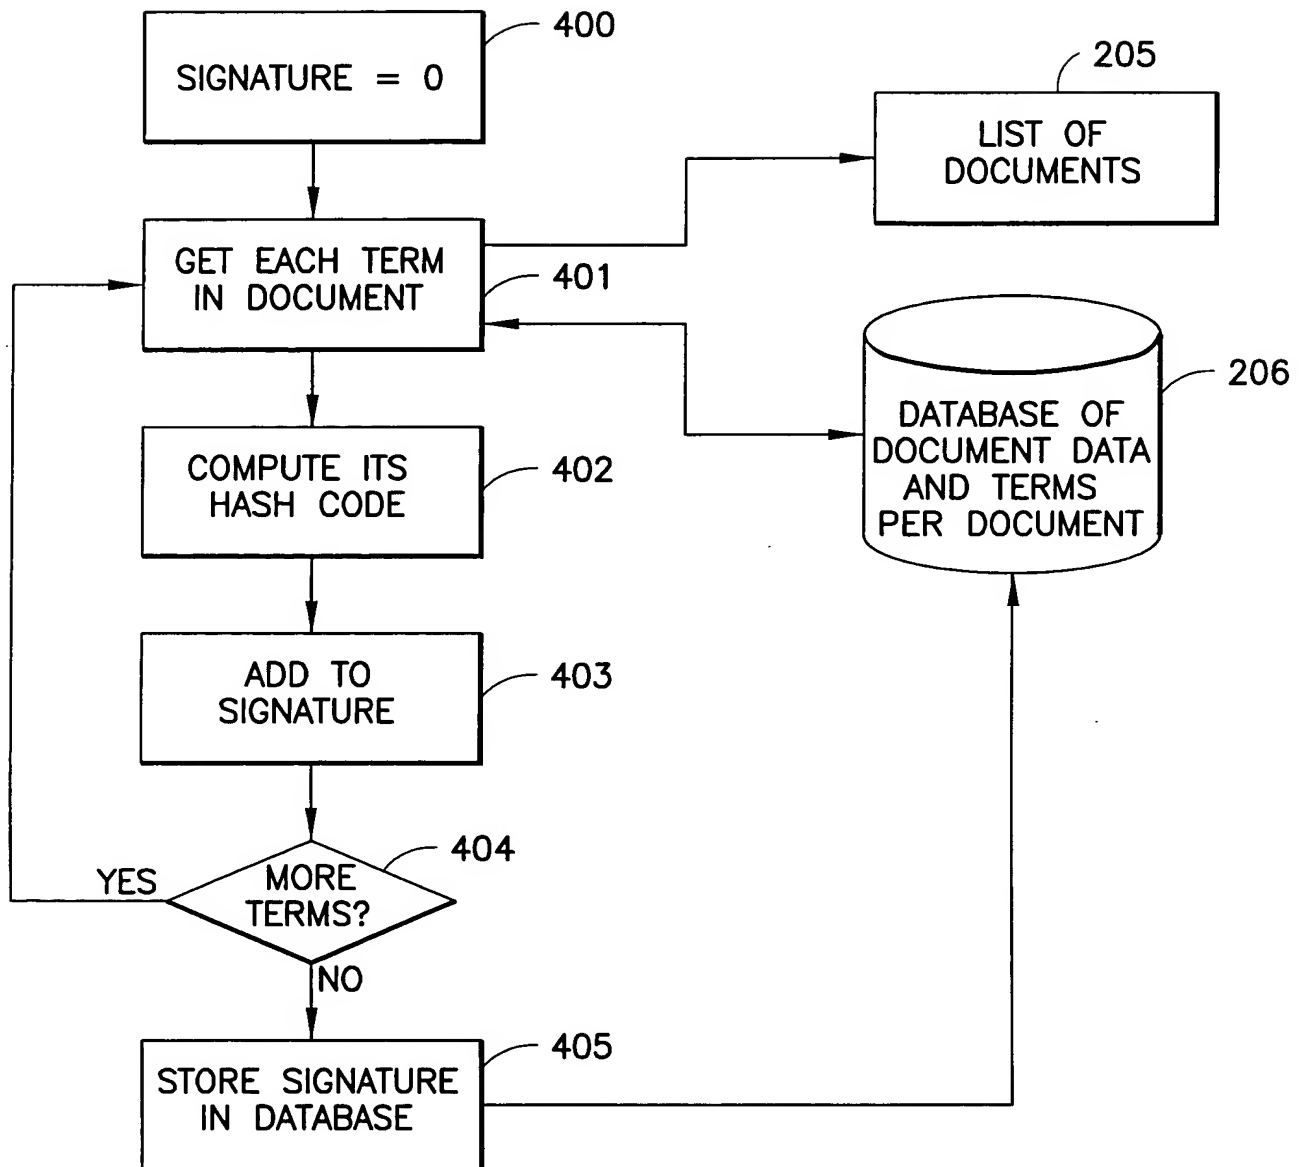 400
SIGNATURE = 0
205
LIST OF
DOCUMENTS
GET EACH TERM
IN DOCUMENT
401
206
DATABASE OF
DOCUMENT DATA
AND TERMS
PER DOCUMENT
COMPUTE ITS
HASH CODE
402
ADD TO
SIGNATURE
403
404
YES
MORE
TERMS?
NO
405
STORE SIGNATURE
IN DATABASE